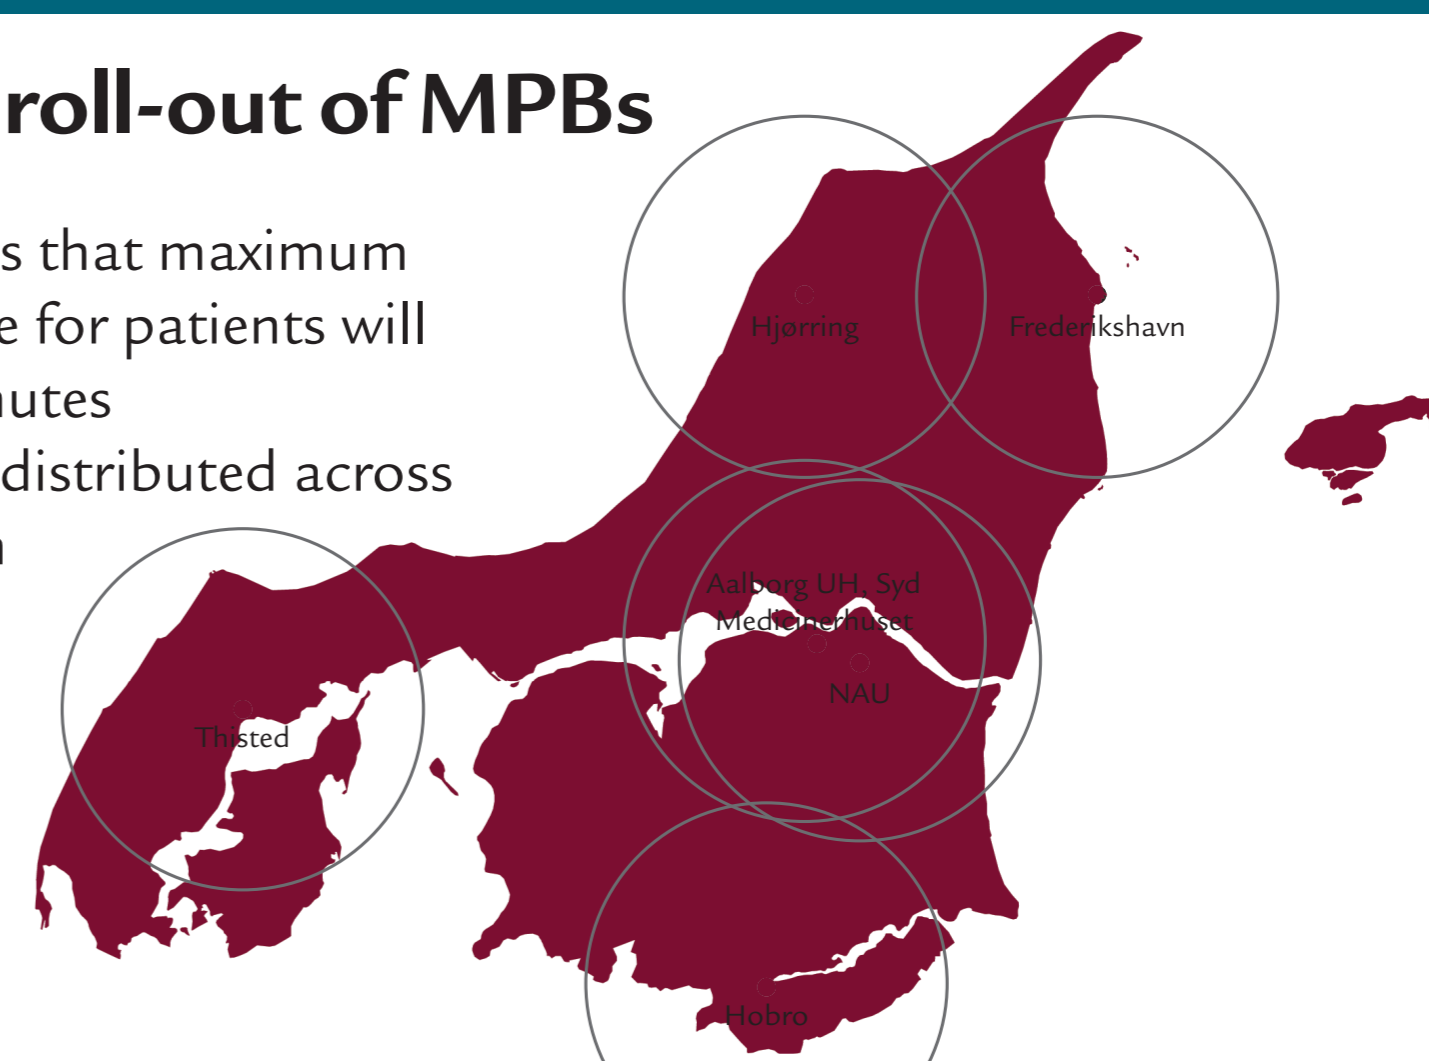 roll-out of MPBs
s that maximum
e for patients will
nutes
distributed across
n
Hjørring
Frederikshavn
Aalborg UH, Syd
Medicinerhuset
NAU
Thisted
Hobro